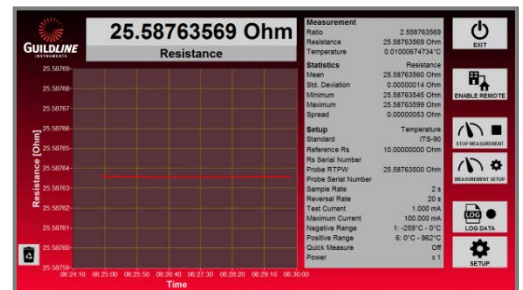 GUILDLINE
INSTRUMENTS
25.58763569 Ohm
Resistance
25.58769
25.58768
25.58767
25.58766
25.58765
25.58764
25.58763
25.58762
25.58761
25.58760
25.58759
Resistance [Ohm]
06:24:10 06:25:00 06:25:50 06:26:40 06:27:30 06:28:20 06:29:10 06:30:00
Time
Measurement
Ratio 2.558763569
Resistance 25.58763569 Ohm
Temperature 0.01000674734°C
Statistics Resistance
Mean 25.58763560 Ohm
Std. Deviation 0.00000014 Ohm
Minimum 25.58763545 Ohm
Maximum 25.58763599 Ohm
Spread 0.00000053 Ohm
Setup Temperature
Standard ITS-90
Reference Rs 10.00000000 Ohm
Rs Serial Number
Probe RTPW 25.58763500 Ohm
Probe Serial Number
Sample Rate 2 s
Reversal Rate 20 s
Test Current 1.000 mA
Maximum Current 100.000 mA
Negative Range 1: -259°C - 0°C
Positive Range 6: 0°C - 962°C
Quick Measure Off
Power x 1
EXIT
ENABLE REMOTE
STOP MEASUREMENT
MEASUREMENT SETUP
LOG
LOG DATA
SETUP